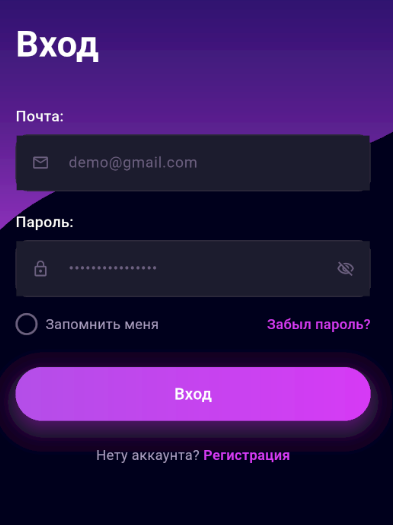 Вход
Почта:
demo@gmail.com
Пароль:
••••••••••••••••
Запомнить меня Забыл пароль?
Вход
Нету аккаунта? Регистрация